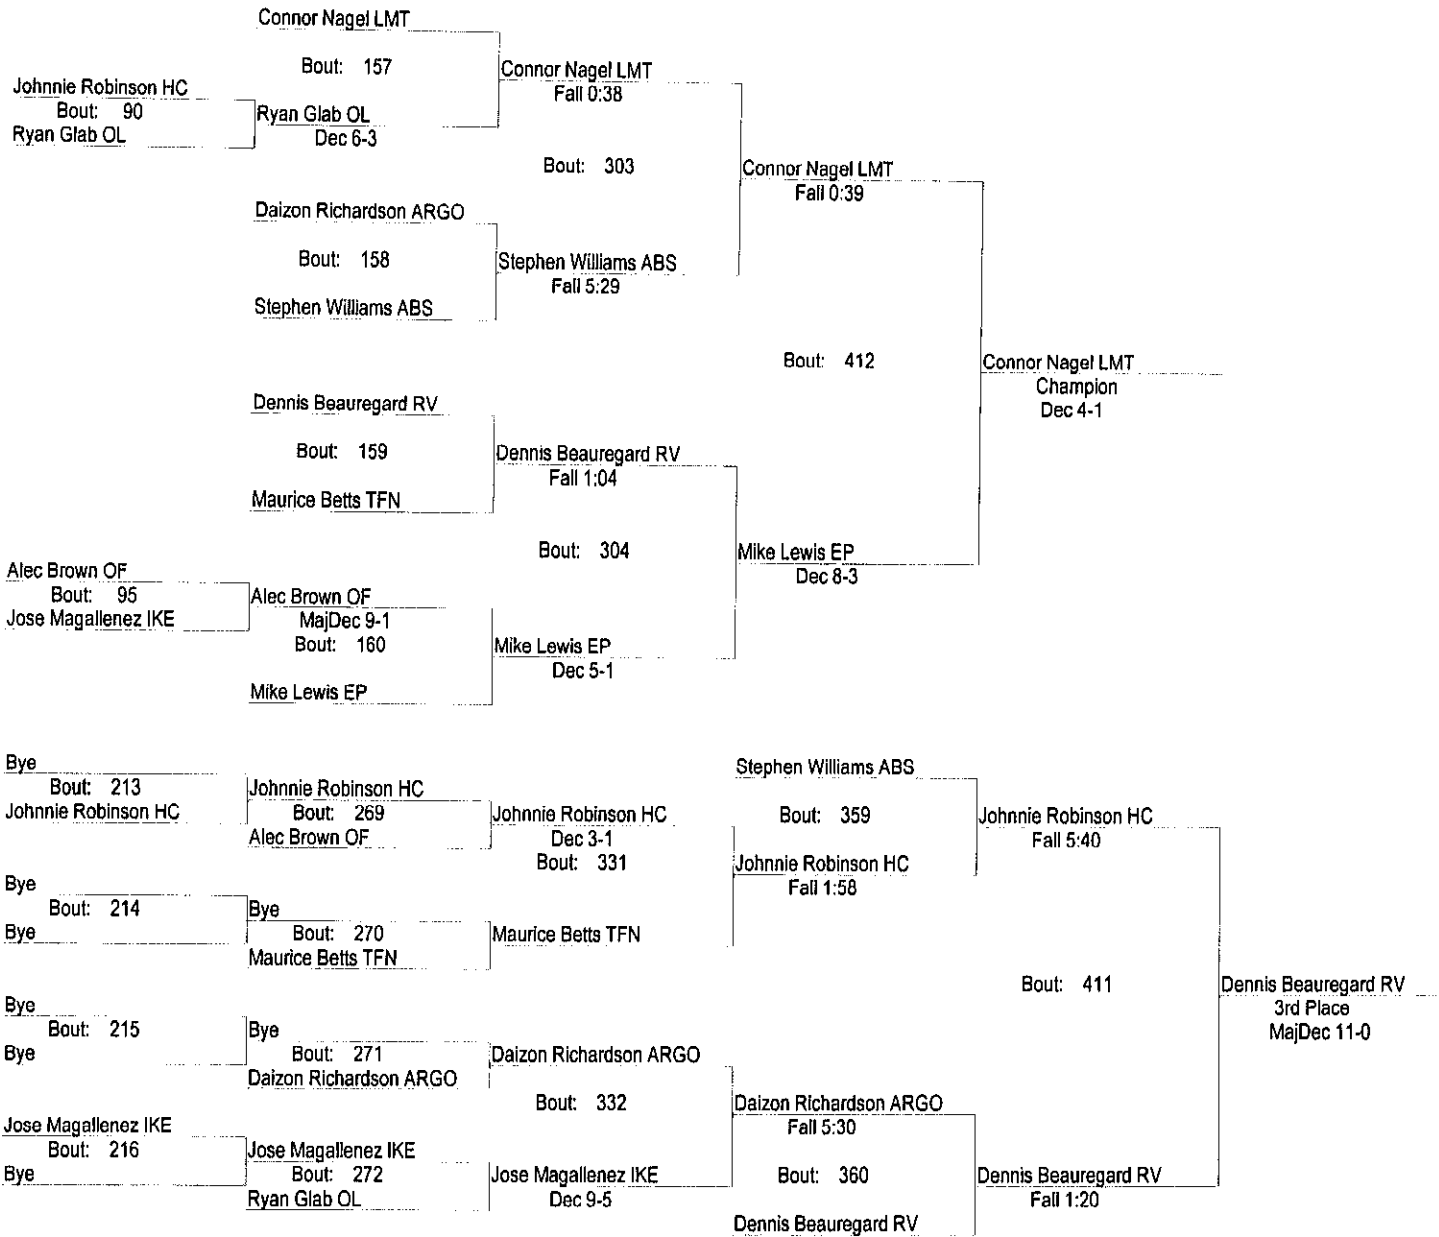 Connor Nagel LMT
Bout: 157
Connor Nagel LMT
Fall 0:38
Johnnie Robinson HC
Bout: 90
Ryan Glab OL
Ryan Glab OL
Dec 6-3
Bout: 303
Connor Nagel LMT
Fall 0:39
Daizon Richardson ARGO
Bout: 158
Stephen Williams ABS
Fall 5:29
Stephen Williams ABS
Bout: 412
Connor Nagel LMT
Champion
Dec 4-1
Dennis Beauregard RV
Bout: 159
Dennis Beauregard RV
Fall 1:04
Maurice Betts TFN
Bout: 304
Mike Lewis EP
Dec 8-3
Alec Brown OF
Bout: 95
Jose Magallenez IKE
Alec Brown OF
MajDec 9-1
Bout: 160
Mike Lewis EP
Dec 5-1
Mike Lewis EP
Bye
Bout: 213
Johnnie Robinson HC
Johnnie Robinson HC
Bout: 269
Alec Brown OF
Johnnie Robinson HC
Dec 3-1
Bout: 331
Stephen Williams ABS
Bout: 359
Johnnie Robinson HC
Fall 1:58
Johnnie Robinson HC
Fall 5:40
Bye
Bout: 214
Bye
Bye
Bout: 270
Maurice Betts TFN
Maurice Betts TFN
Bout: 411
Dennis Beauregard RV
3rd Place
MajDec 11-0
Bye
Bout: 215
Bye
Bye
Bout: 271
Daizon Richardson ARGO
Daizon Richardson ARGO
Bout: 332
Daizon Richardson ARGO
Fall 5:30
Jose Magallenez IKE
Bout: 216
Bye
Jose Magallenez IKE
Bout: 272
Ryan Glab OL
Jose Magallenez IKE
Dec 9-5
Bout: 360
Dennis Beauregard RV
Dennis Beauregard RV
Fall 1:20